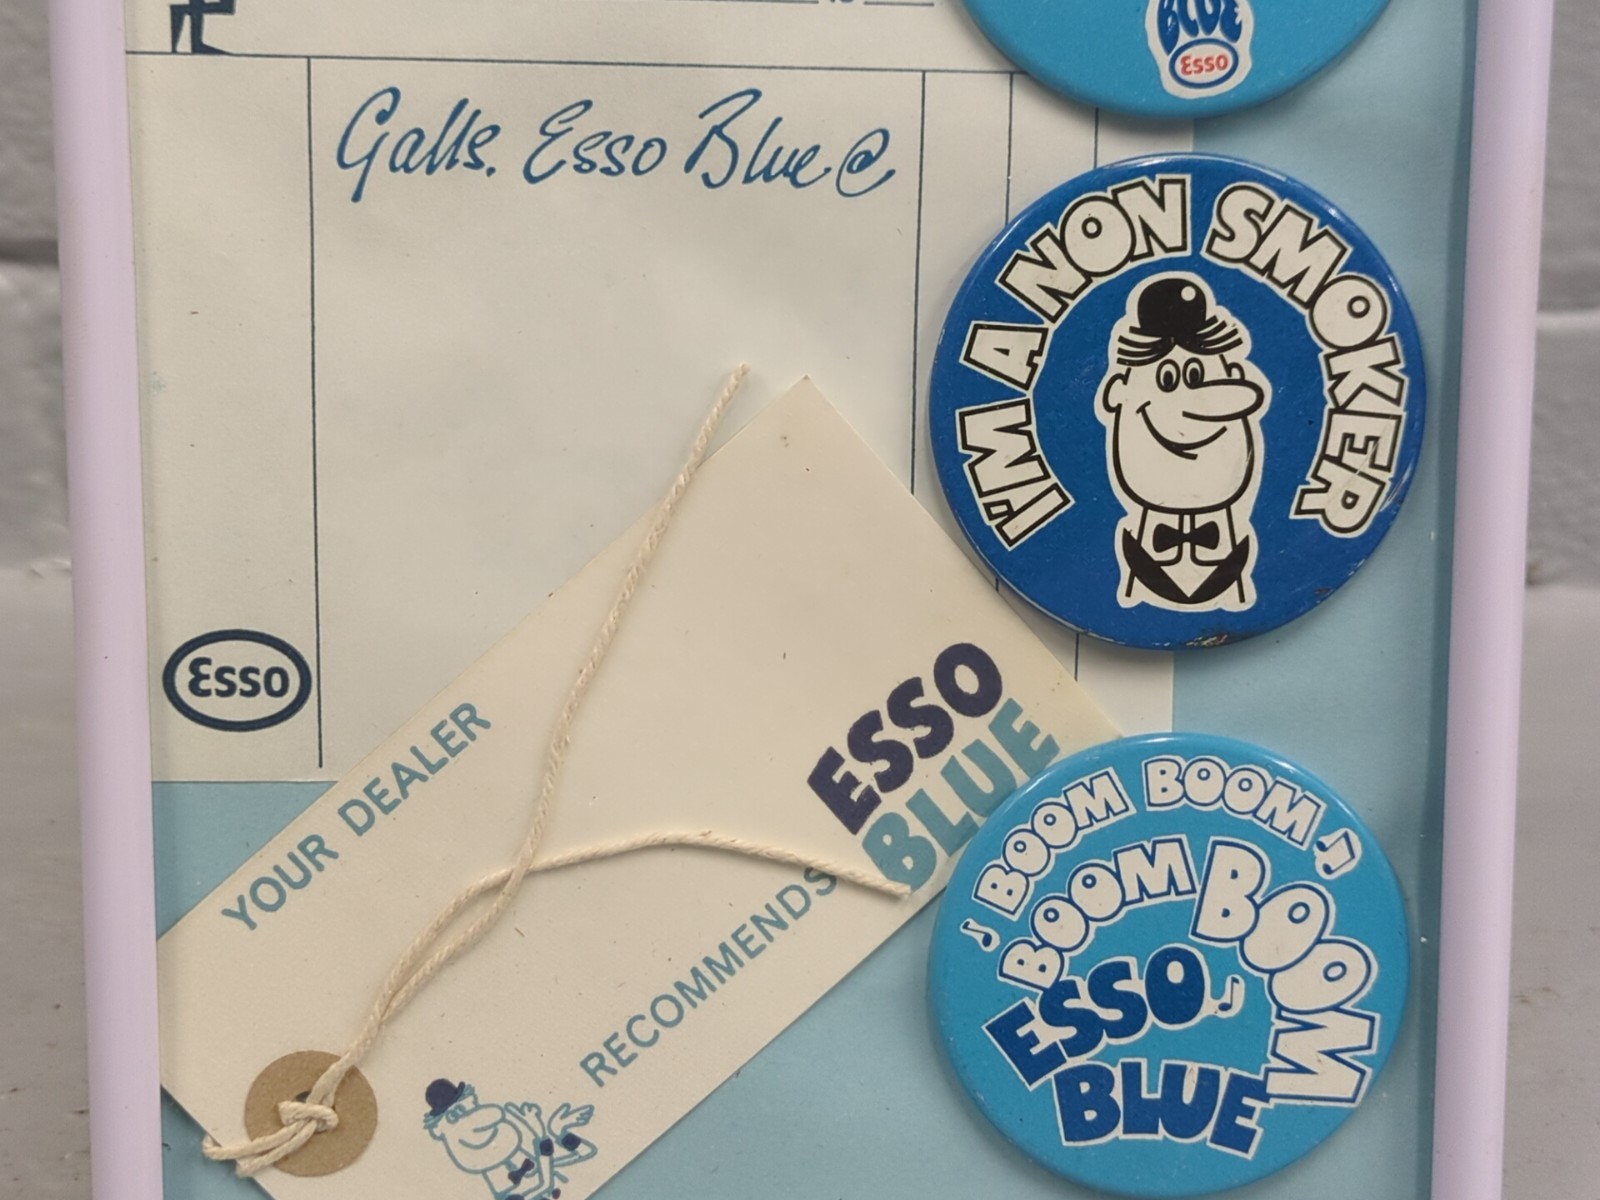 BLUE
Esso
Galls. Esso Blue @
I'M A NON SMOKER
Esso
YOUR DEALER
RECOMMENDS
ESSO
BLUE
BOOM BOOM
BOOM BOOM
BOOM
ESSO
BLUE